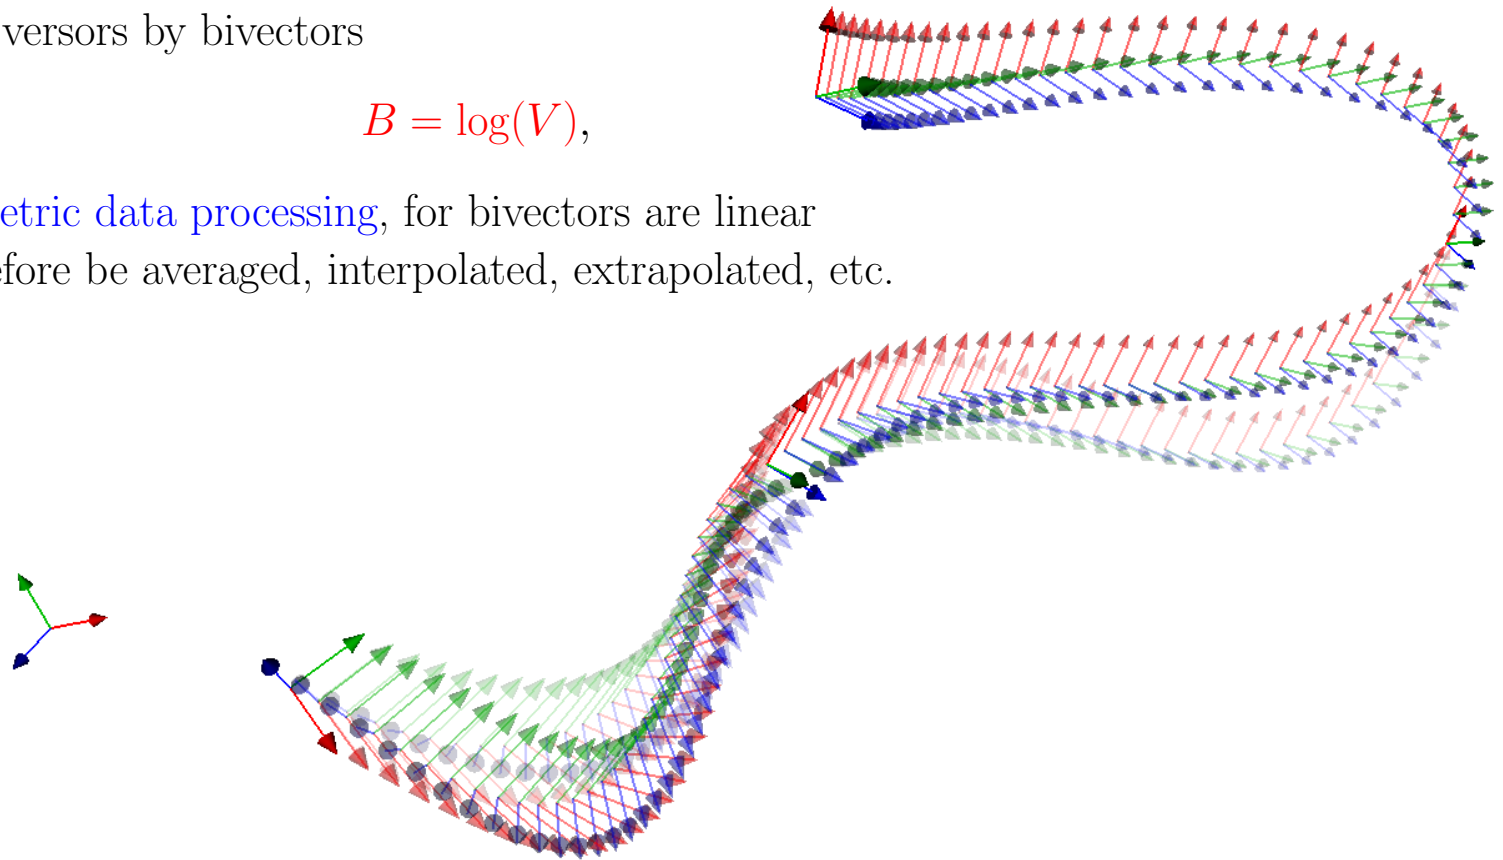 versors by bivectors
B = log(V),
etric data processing, for bivectors are linear
efore be averaged, interpolated, extrapolated, etc.